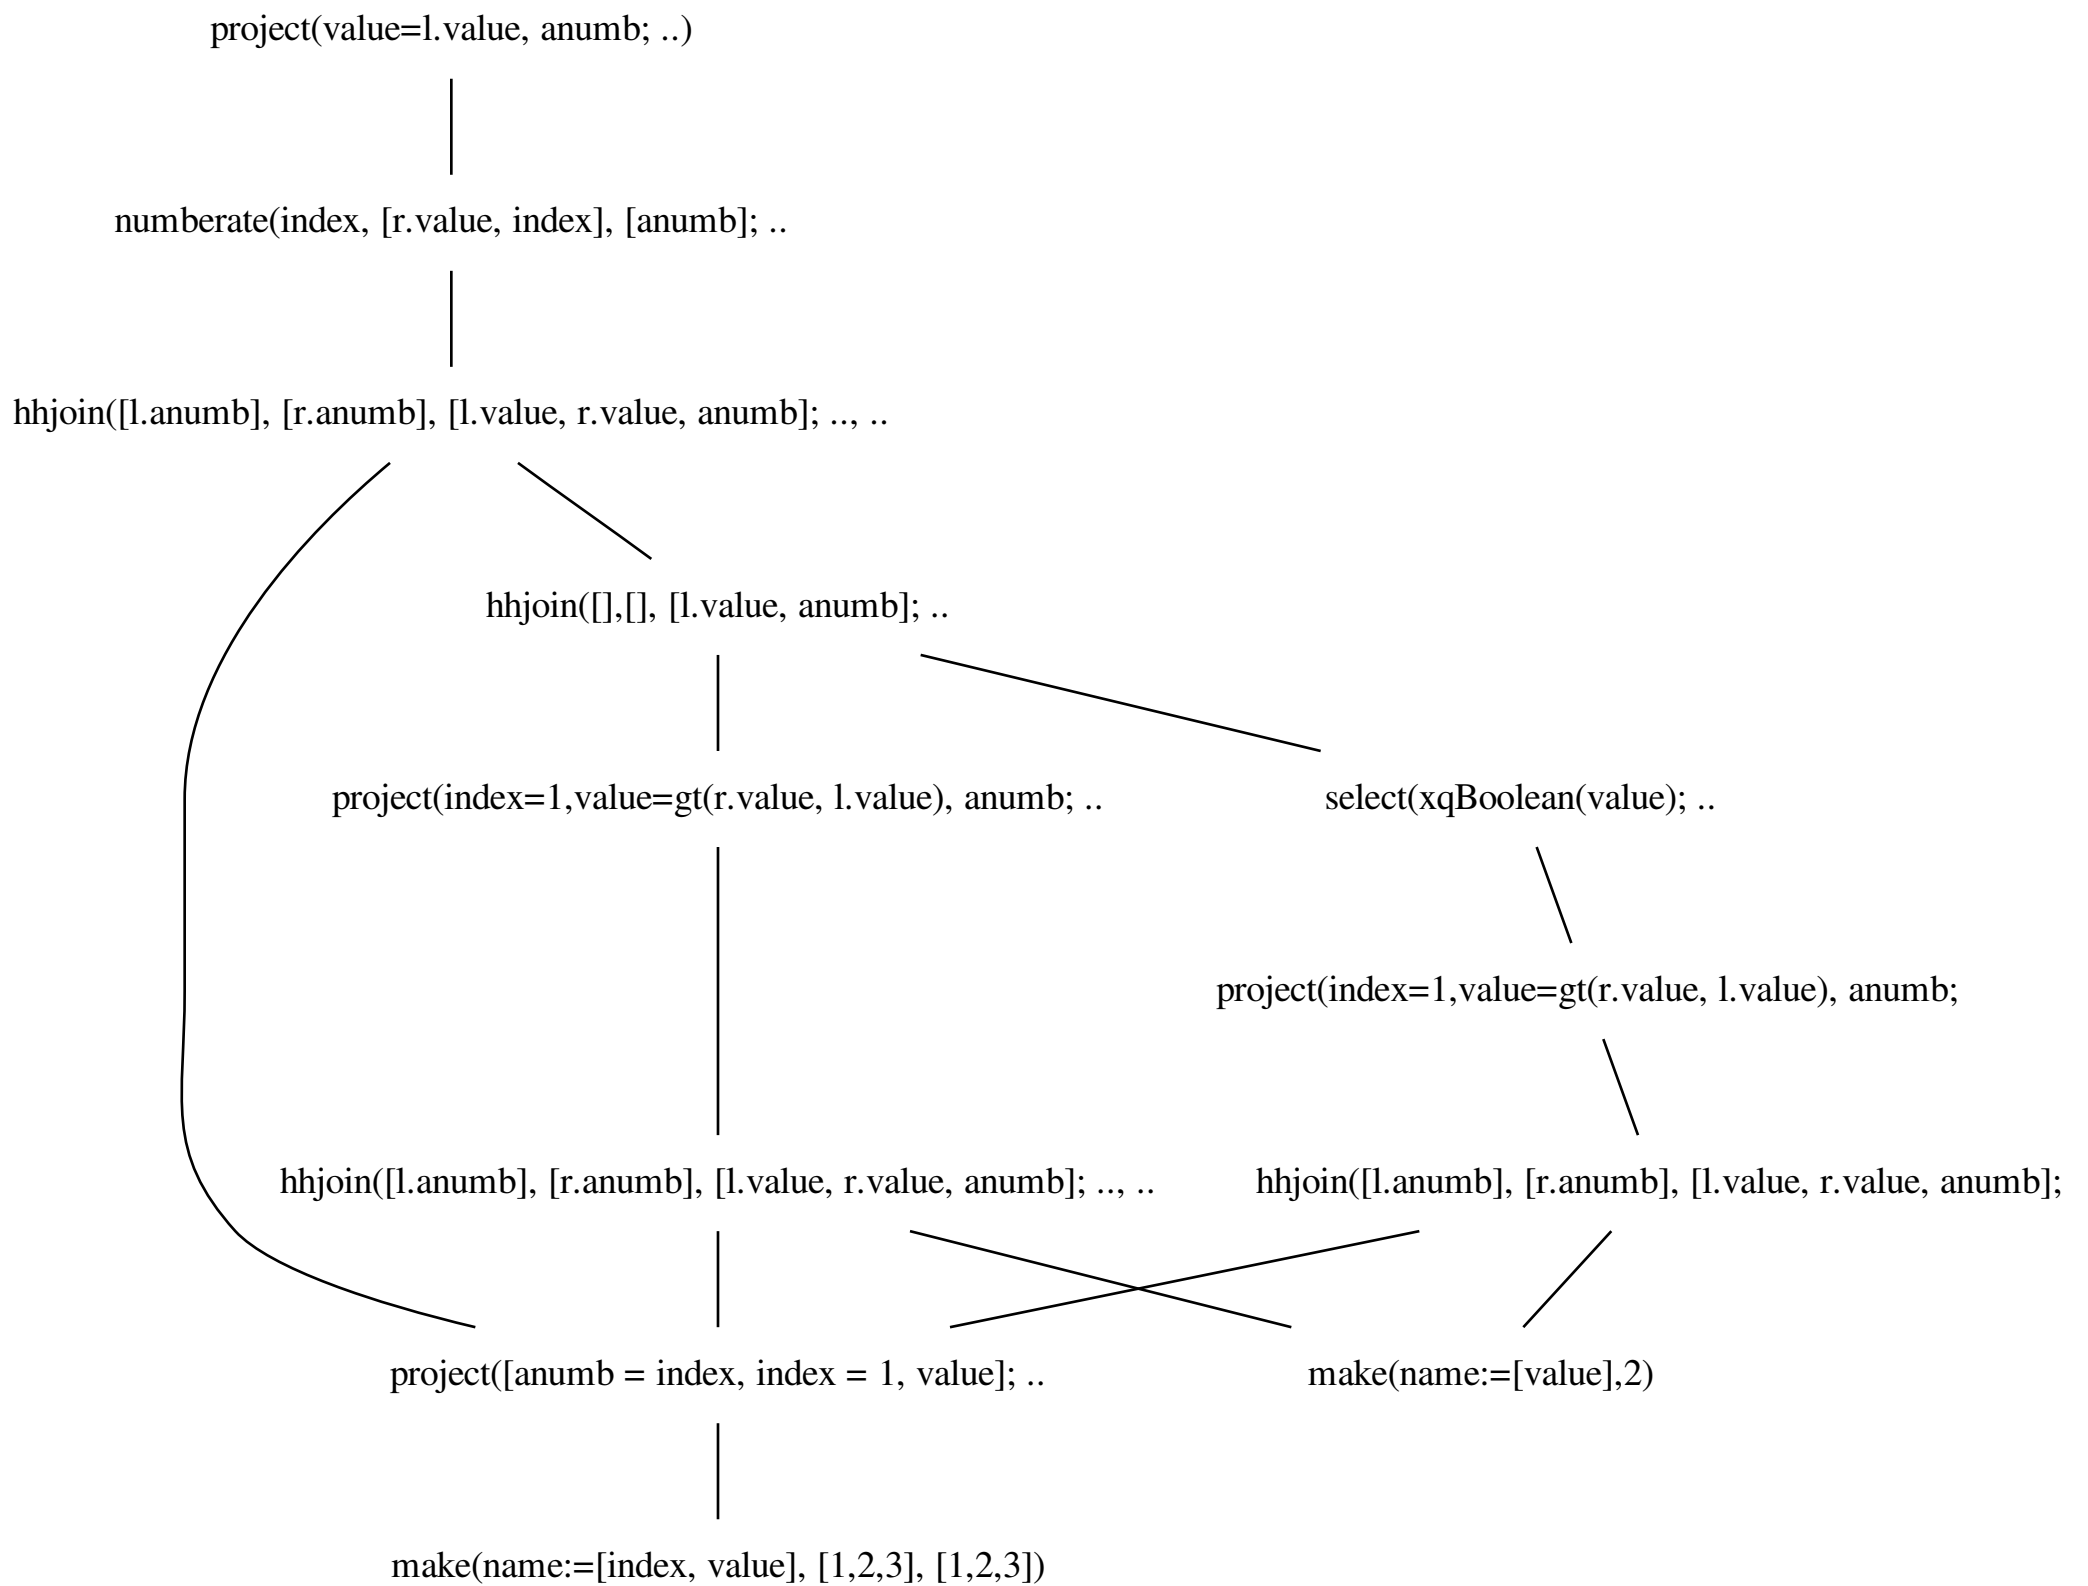 project(value=l.value, anumb; ..)
numberate(index, [r.value, index], [anumb]; ..
hhjoin([l.anumb], [r.anumb], [l.value, r.value, anumb]; .., ..
hhjoin([],[], [l.value, anumb]; ..
project(index=1,value=gt(r.value, l.value), anumb; ..
select(xqBoolean(value); ..
project(index=1,value=gt(r.value, l.value), anumb;
hhjoin([l.anumb], [r.anumb], [l.value, r.value, anumb]; .., ..
hhjoin([l.anumb], [r.anumb], [l.value, r.value, anumb];
project([anumb = index, index = 1, value]; ..
make(name:=[value],2)
make(name:=[index, value], [1,2,3], [1,2,3])